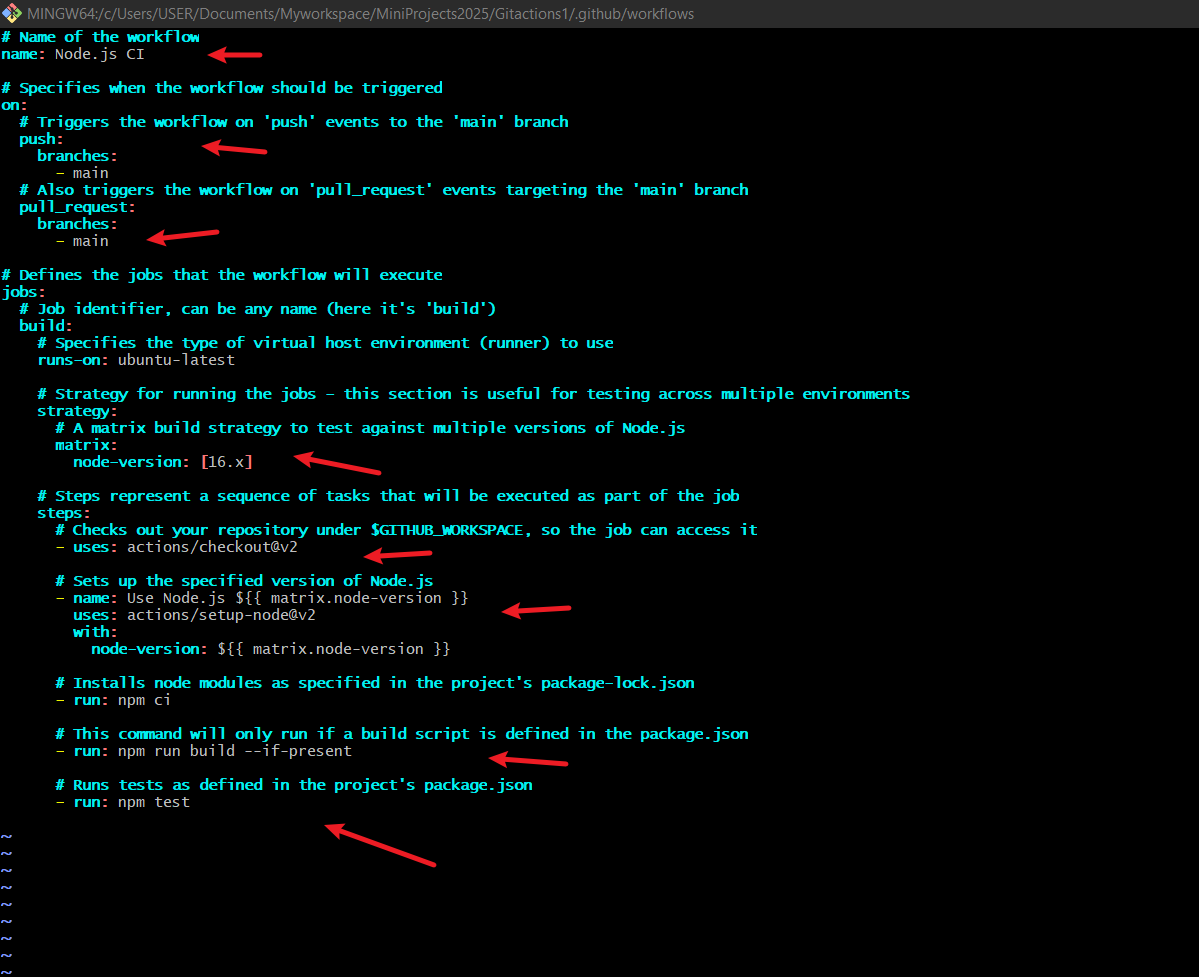 MINGW64:/c/Users/USER/Documents/Myworkspace/MiniProjects2025/Gitactions1/.github/workflows
# Name of the workflow
name: Node.js CI
# Specifies when the workflow should be triggered
on:
  # Triggers the workflow on 'push' events to the 'main' branch
  push:
    branches:
      - main
  # Also triggers the workflow on 'pull_request' events targeting the 'main' branch
  pull_request:
    branches:
      - main
# Defines the jobs that the workflow will execute
jobs:
  # Job identifier, can be any name (here it's 'build')
  build:
    # Specifies the type of virtual host environment (runner) to use
    runs-on: ubuntu-latest
    # Strategy for running the jobs - this section is useful for testing across multiple environments
    strategy:
      # A matrix build strategy to test against multiple versions of Node.js
      matrix:
        node-version: [16.x]
    # Steps represent a sequence of tasks that will be executed as part of the job
    steps:
      # Checks out your repository under $GITHUB_WORKSPACE, so the job can access it
      - uses: actions/checkout@v2
      # Sets up the specified version of Node.js
      - name: Use Node.js ${{ matrix.node-version }}
        uses: actions/setup-node@v2
        with:
          node-version: ${{ matrix.node-version }}
      # Installs node modules as specified in the project's package-lock.json
      - run: npm ci
      # This command will only run if a build script is defined in the package.json
      - run: npm run build --if-present
      # Runs tests as defined in the project's package.json
      - run: npm test
~
~
~
~
~
~
~
~
~